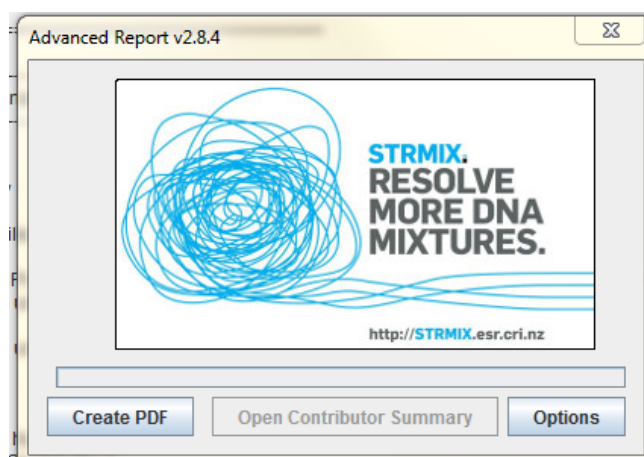 Advanced Report v2.8.4
STRMIX.
RESOLVE
MORE DNA
MIXTURES.
http://STRMIX.esr.cri.nz
Create PDF
Open Contributor Summary
Options